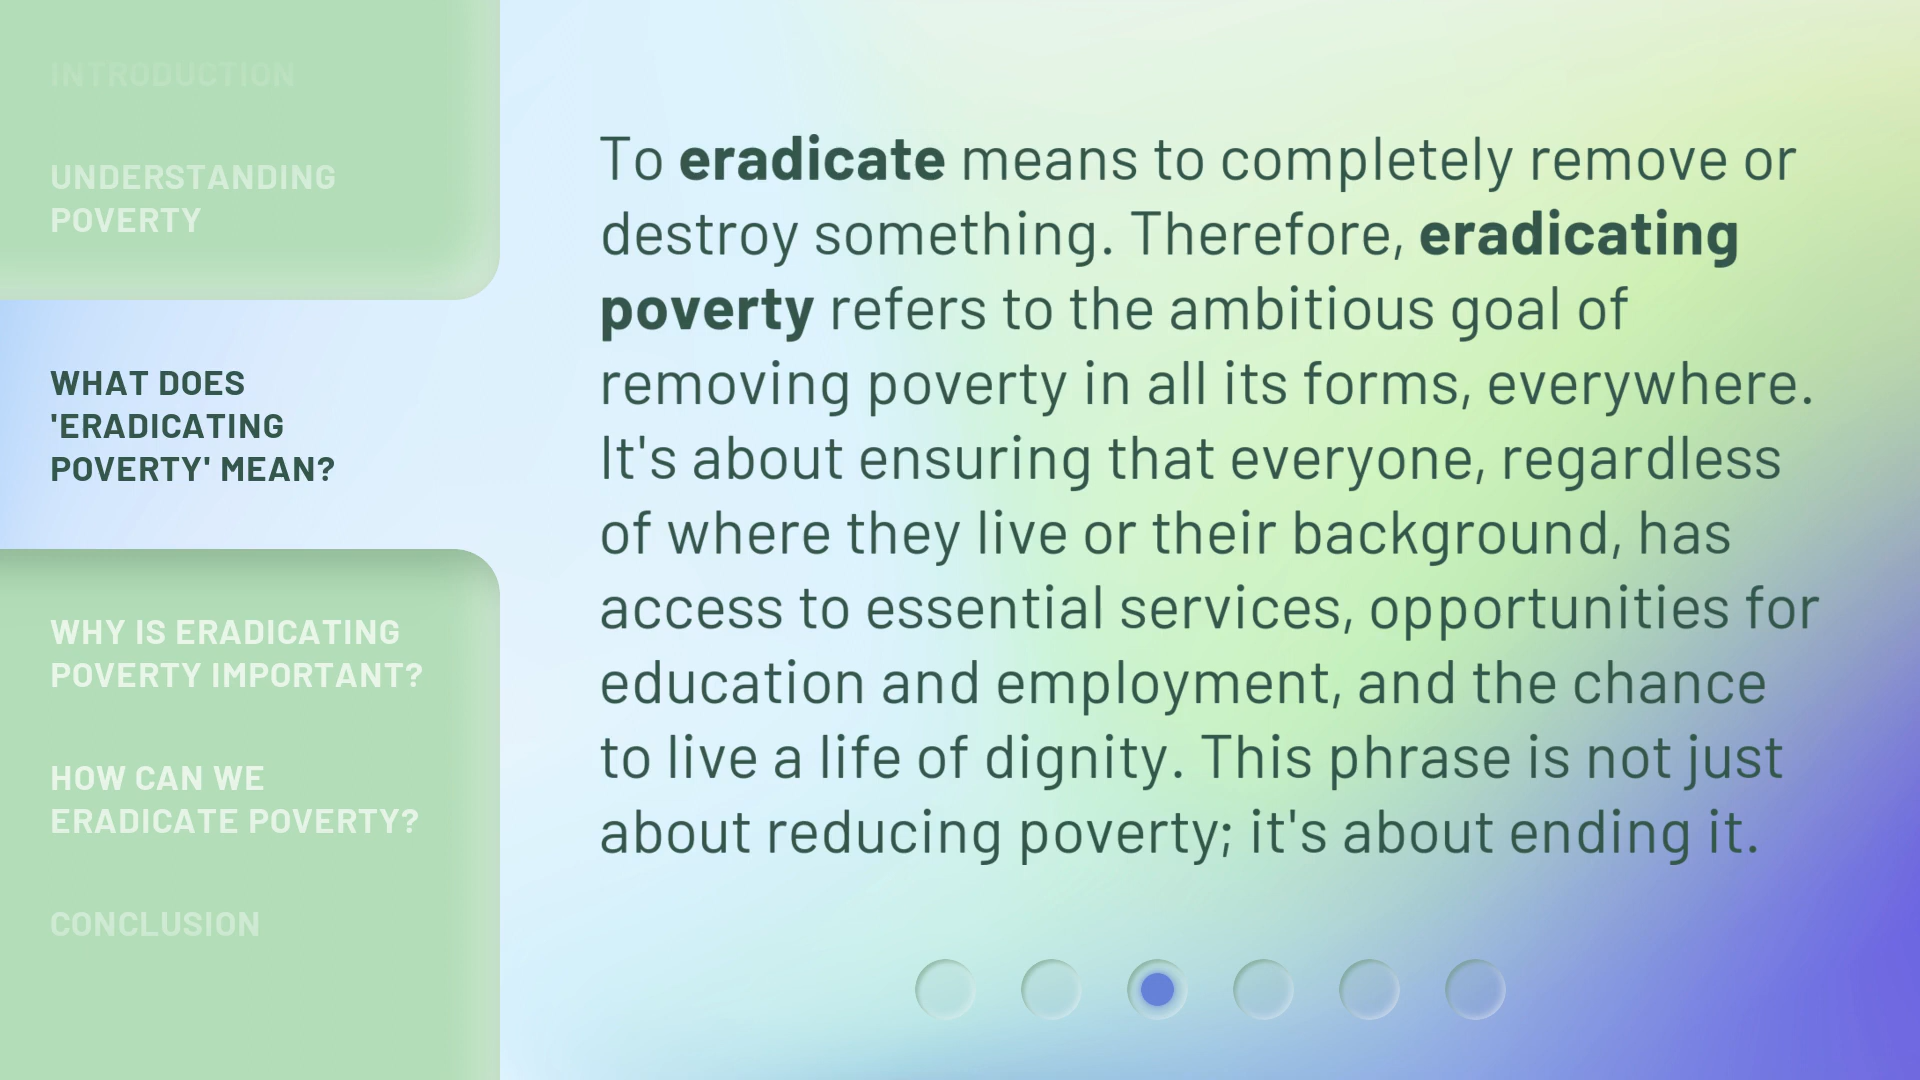 INTRODUCTION
UNDERSTANDING
POVERTY
WHAT DOES
'ERADICATING
POVERTY' MEAN?
WHY IS ERADICATING
POVERTY IMPORTANT?
HOW CAN WE
ERADICATE POVERTY?
CONCLUSION
To eradicate means to completely remove or
destroy something. Therefore, eradicating
poverty refers to the ambitious goal of
removing poverty in all its forms, everywhere.
It's about ensuring that everyone, regardless
of where they live or their background, has
access to essential services, opportunities for
education and employment, and the chance
to live a life of dignity. This phrase is not just
about reducing poverty; it's about ending it.